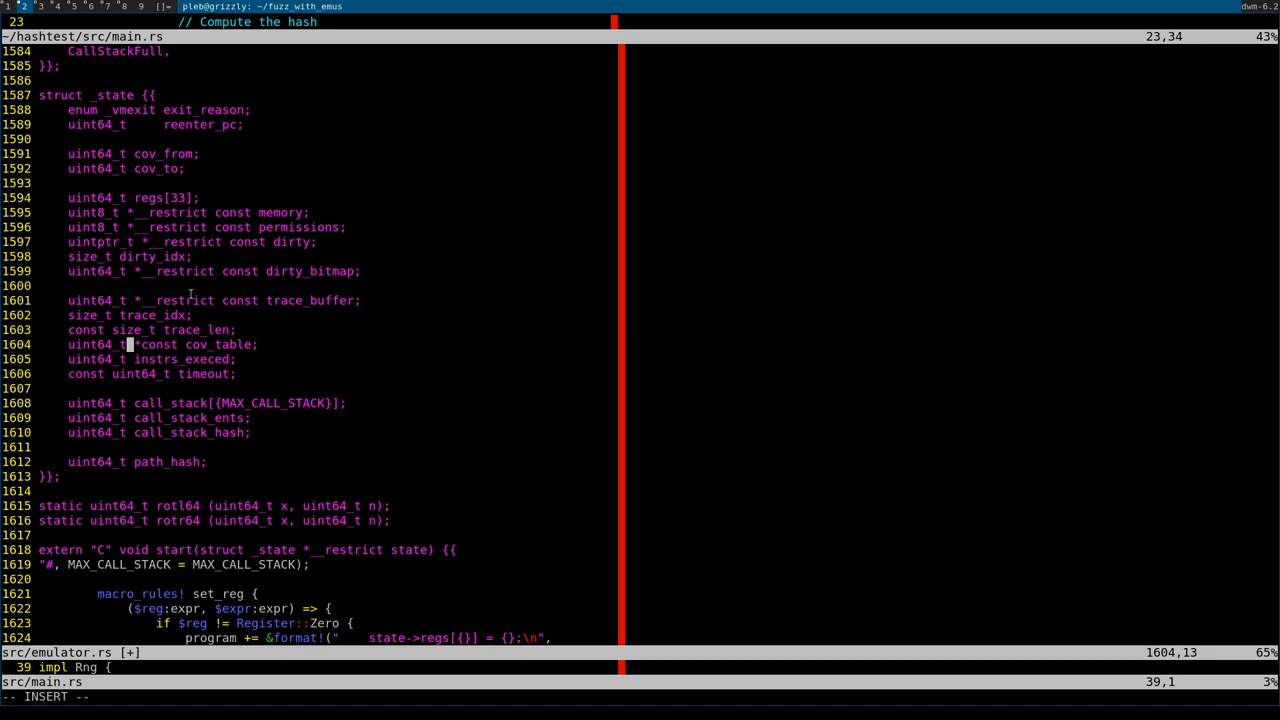 1 2 3 4 5 6 7 8 9 []= pleb@grizzly: ~/fuzz_with_emus dwm-6.2
23 // Compute the hash
~/hashtest/src/main.rs 23,34 43%
1584 CallStackFull,
1585 }};
1586
1587 struct _state {{
1588 enum _vmexit exit_reason;
1589 uint64_t reenter_pc;
1590
1591 uint64_t cov_from;
1592 uint64_t cov_to;
1593
1594 uint64_t regs[33];
1595 uint8_t *__restrict const memory;
1596 uint8_t *__restrict const permissions;
1597 uintptr_t *__restrict const dirty;
1598 size_t dirty_idx;
1599 uint64_t *__restrict const dirty_bitmap;
1600
1601 uint64_t *__restrict const trace_buffer;
1602 size_t trace_idx;
1603 const size_t trace_len;
1604 uint64_t *const cov_table;
1605 uint64_t instrs_execed;
1606 const uint64_t timeout;
1607
1608 uint64_t call_stack[{MAX_CALL_STACK}];
1609 uint64_t call_stack_ents;
1610 uint64_t call_stack_hash;
1611
1612 uint64_t path_hash;
1613 }};
1614
1615 static uint64_t rotl64 (uint64_t x, uint64_t n);
1616 static uint64_t rotr64 (uint64_t x, uint64_t n);
1617
1618 extern "C" void start(struct _state *__restrict state) {{
1619 "#, MAX_CALL_STACK = MAX_CALL_STACK);
1620
1621 macro_rules! set_reg {
1622 ($reg:expr, $expr:expr) => {
1623 if $reg != Register::Zero {
1624 program += &format!("    state->regs[{}] = {};\n",
src/emulator.rs [+] 1604,13 65%
39 impl Rng {
src/main.rs 39,1 3%
-- INSERT --